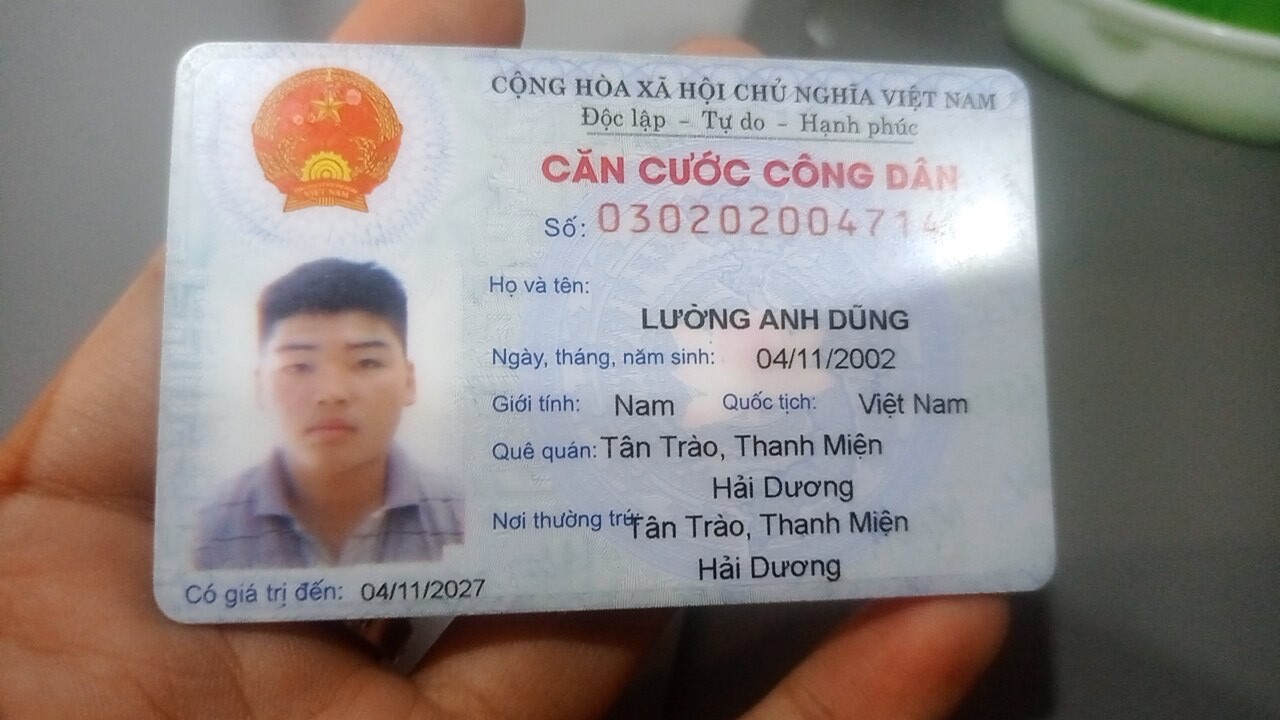 CỘNG HÒA XÃ HỘI CHỦ NGHĨA VIỆT NAM
Độc lập - Tự do - Hạnh phúc
CĂN CƯỚC CÔNG DÂN
Số: 030202004714
Họ và tên:
LƯỜNG ANH DŨNG
Ngày, tháng, năm sinh: 04/11/2002
Giới tính: Nam Quốc tịch: Việt Nam
Quê quán: Tân Trào, Thanh Miện
Hải Dương
Nơi thường trú: Tân Trào, Thanh Miện
Hải Dương
Có giá trị đến: 04/11/2027